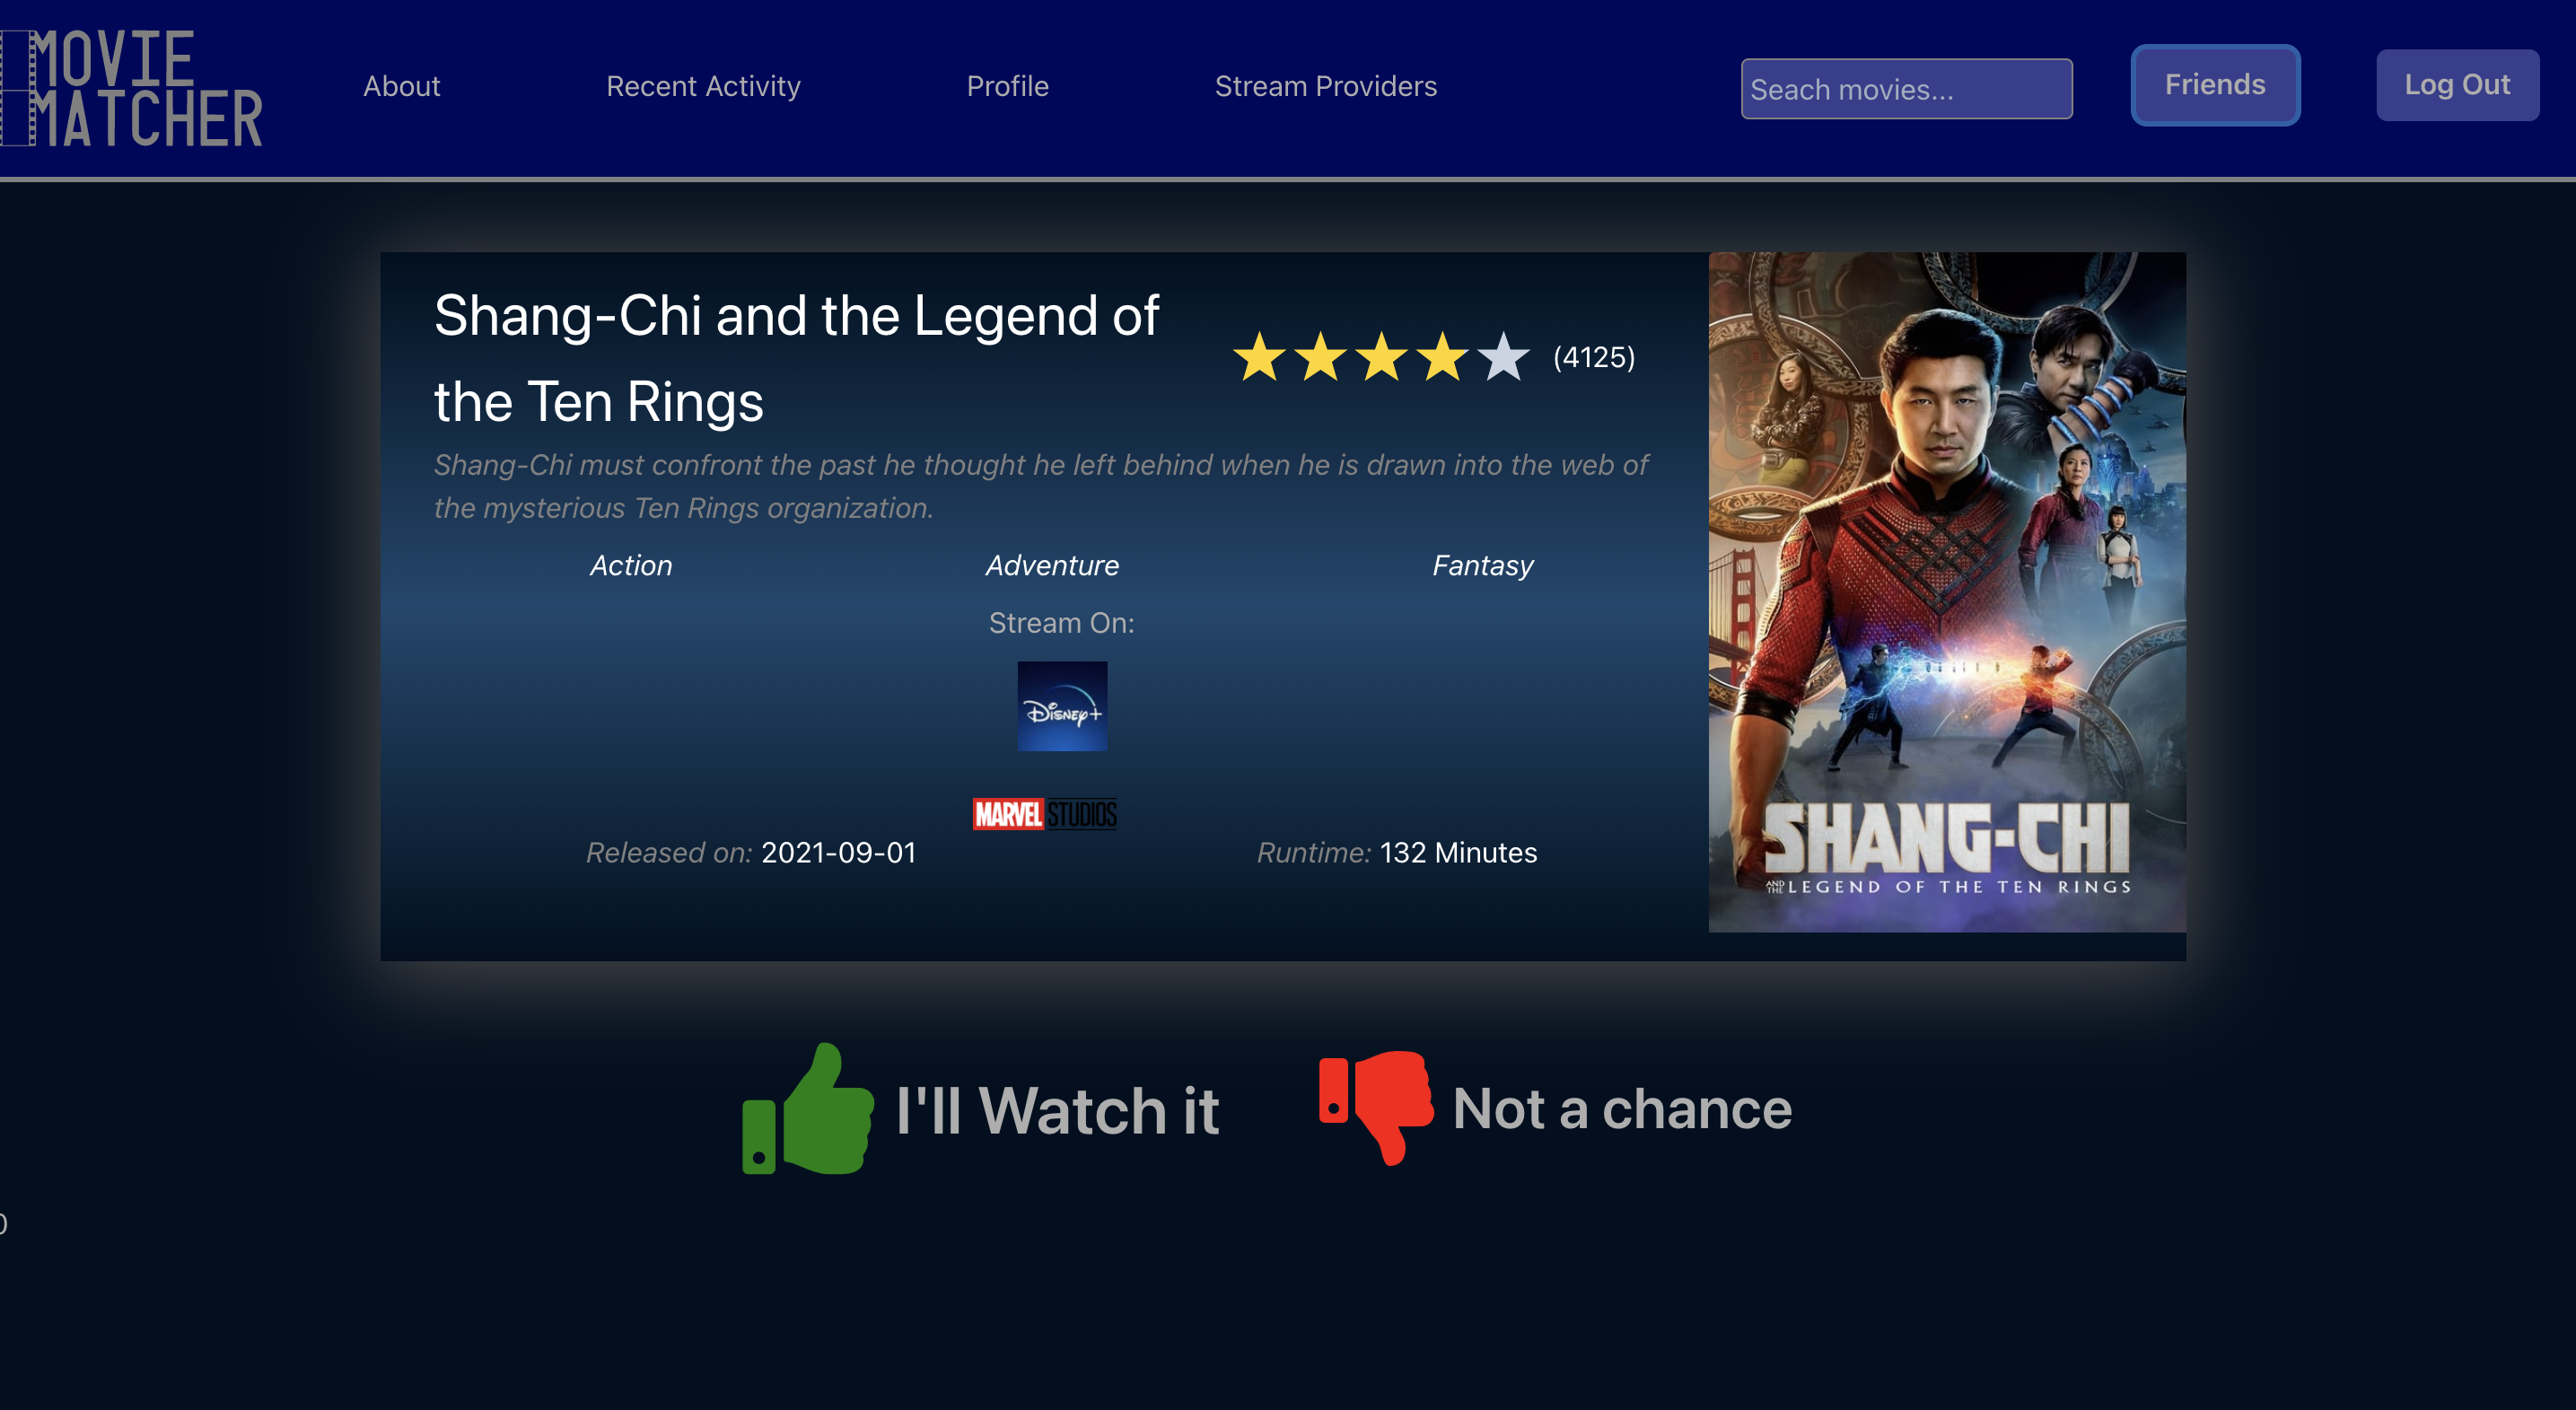 MOVIE
MATCHER
About
Recent Activity
Profile
Stream Providers
Seach movies...
Friends
Log Out
Shang-Chi and the Legend of
the Ten Rings
(4125)
Shang-Chi must confront the past he thought he left behind when he is drawn into the web of
the mysterious Ten Rings organization.
Action
Adventure
Fantasy
Stream On:
Disney+
MARVEL STUDIOS
Released on: 2021-09-01
Runtime: 132 Minutes
SHANG-CHI
AND THE LEGEND OF THE TEN RINGS
I'll Watch it
Not a chance